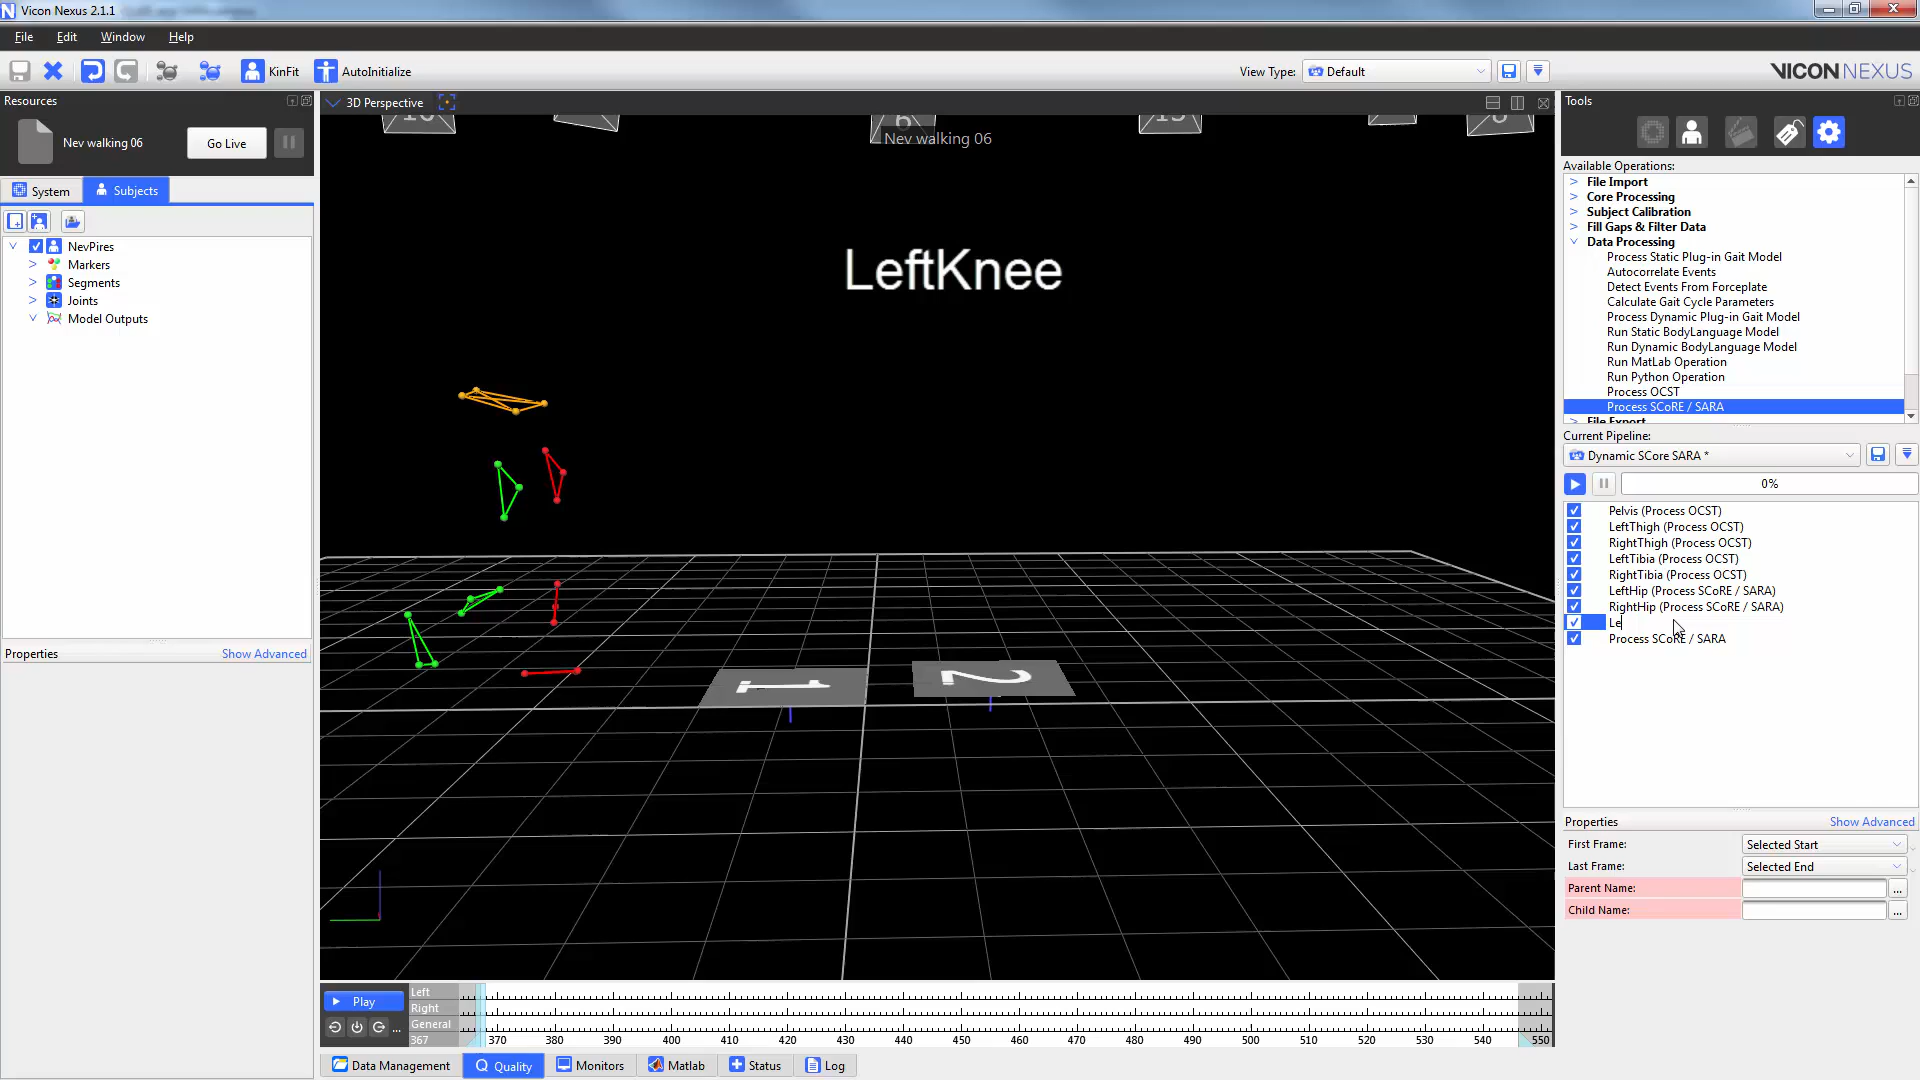 Vicon Nexus 2.1.1
File Edit Window Help
KinFit AutoInitialize View Type: Default VICON NEXUS
Resources
Nev walking 06 Go Live
System Subjects
NevPires
Markers
Segments
Joints
Model Outputs
Properties Show Advanced
3D Perspective
Nev walking 06
LeftKnee
1
2
Play
Left
Right
General
367 370 380 390 400 410 420 430 440 450 460 470 480 490 500 510 520 530 540 550
Data Management Quality Monitors Matlab Status Log
Tools
Available Operations:
File Import
Core Processing
Subject Calibration
Fill Gaps & Filter Data
Data Processing
Process Static Plug-in Gait Model
Autocorrelate Events
Detect Events From Forceplate
Calculate Gait Cycle Parameters
Process Dynamic Plug-in Gait Model
Run Static BodyLanguage Model
Run Dynamic BodyLanguage Model
Run MatLab Operation
Run Python Operation
Process OCST
Process SCoRE / SARA
File Export
Current Pipeline:
Dynamic SCore SARA *
0%
Pelvis (Process OCST)
LeftThigh (Process OCST)
RightThigh (Process OCST)
LeftTibia (Process OCST)
RightTibia (Process OCST)
LeftHip (Process SCoRE / SARA)
RightHip (Process SCoRE / SARA)
Le
Process SCoRE / SARA
Properties Show Advanced
First Frame: Selected Start
Last Frame: Selected End
Parent Name: ...
Child Name: ...